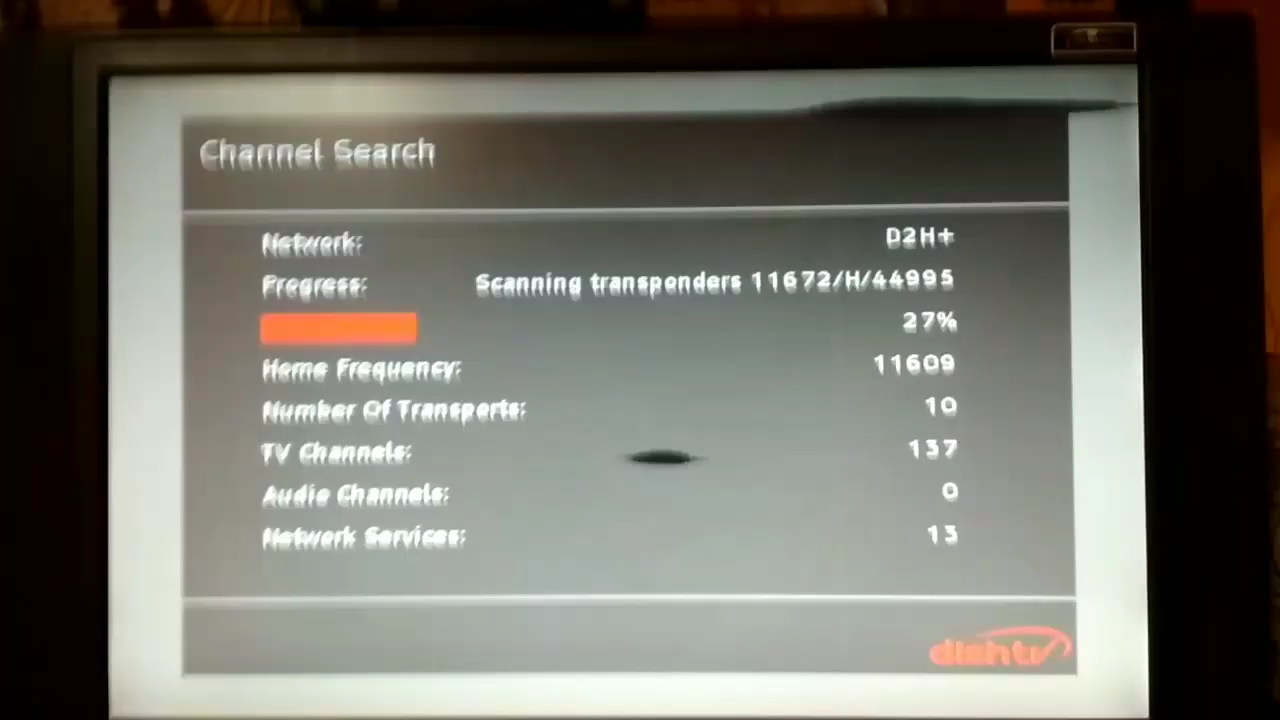 Channel Search
Network: D2H+
Progress: Scanning transponders 11672/H/44995
27%
Home Frequency: 11609
Number Of Transports: 10
TV Channels: 137
Audio Channels: 0
Network Services: 13
dishtv